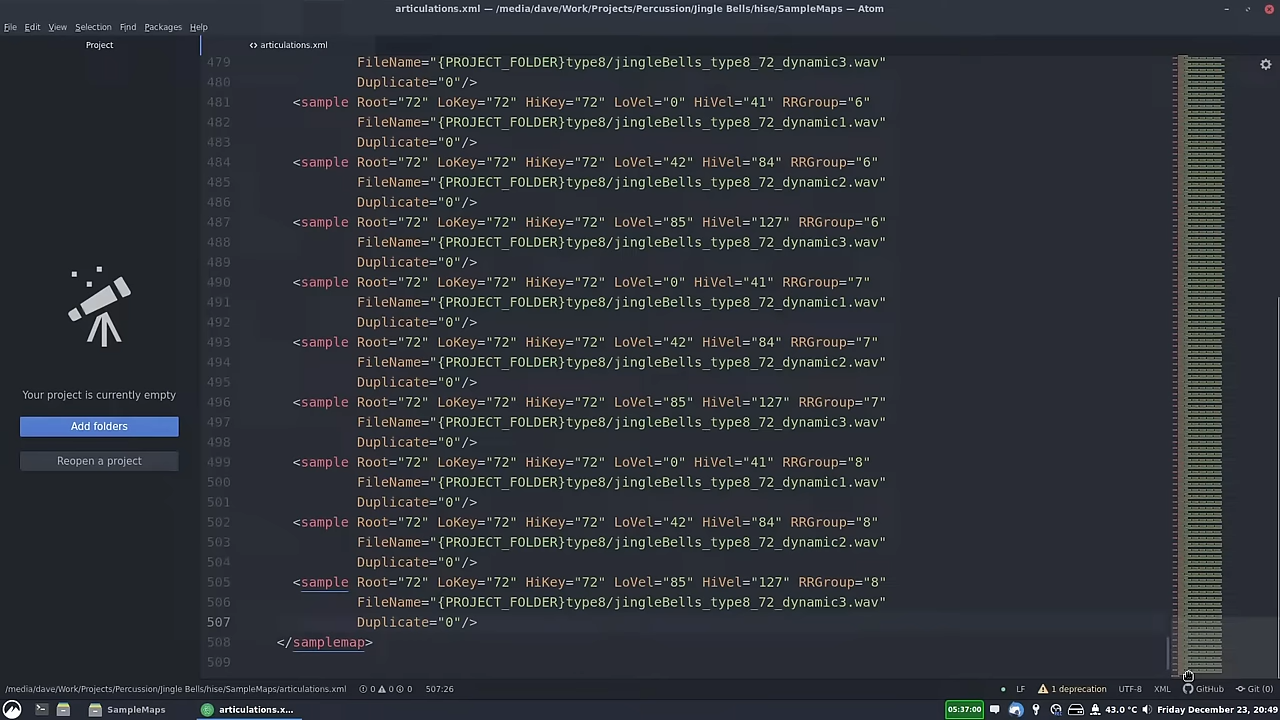 articulations.xml — /media/dave/Work/Projects/Percussion/Jingle Bells/hise/SampleMaps — Atom
File Edit View Selection Find Packages Help
Project
articulations.xml
479 FileName="{PROJECT_FOLDER}type8/jingleBells_type8_72_dynamic3.wav"
480 Duplicate="0"/>
481 <sample Root="72" LoKey="72" HiKey="72" LoVel="0" HiVel="41" RRGroup="6"
482 FileName="{PROJECT_FOLDER}type8/jingleBells_type8_72_dynamic1.wav"
483 Duplicate="0"/>
484 <sample Root="72" LoKey="72" HiKey="72" LoVel="42" HiVel="84" RRGroup="6"
485 FileName="{PROJECT_FOLDER}type8/jingleBells_type8_72_dynamic2.wav"
486 Duplicate="0"/>
487 <sample Root="72" LoKey="72" HiKey="72" LoVel="85" HiVel="127" RRGroup="6"
488 FileName="{PROJECT_FOLDER}type8/jingleBells_type8_72_dynamic3.wav"
489 Duplicate="0"/>
490 <sample Root="72" LoKey="72" HiKey="72" LoVel="0" HiVel="41" RRGroup="7"
491 FileName="{PROJECT_FOLDER}type8/jingleBells_type8_72_dynamic1.wav"
492 Duplicate="0"/>
493 <sample Root="72" LoKey="72" HiKey="72" LoVel="42" HiVel="84" RRGroup="7"
494 FileName="{PROJECT_FOLDER}type8/jingleBells_type8_72_dynamic2.wav"
495 Duplicate="0"/>
496 <sample Root="72" LoKey="72" HiKey="72" LoVel="85" HiVel="127" RRGroup="7"
497 FileName="{PROJECT_FOLDER}type8/jingleBells_type8_72_dynamic3.wav"
498 Duplicate="0"/>
499 <sample Root="72" LoKey="72" HiKey="72" LoVel="0" HiVel="41" RRGroup="8"
500 FileName="{PROJECT_FOLDER}type8/jingleBells_type8_72_dynamic1.wav"
501 Duplicate="0"/>
502 <sample Root="72" LoKey="72" HiKey="72" LoVel="42" HiVel="84" RRGroup="8"
503 FileName="{PROJECT_FOLDER}type8/jingleBells_type8_72_dynamic2.wav"
504 Duplicate="0"/>
505 <sample Root="72" LoKey="72" HiKey="72" LoVel="85" HiVel="127" RRGroup="8"
506 FileName="{PROJECT_FOLDER}type8/jingleBells_type8_72_dynamic3.wav"
507 Duplicate="0"/>
508 </samplemap>
509
Your project is currently empty
Add folders
Reopen a project
/media/dave/Work/Projects/Percussion/Jingle Bells/hise/SampleMaps/articulations.xml 0 0 0 507:26 LF 1 deprecation UTF-8 XML GitHub Git (0)
SampleMaps articulations.x... 05:37:00 43.0 °C Friday December 23, 20:49